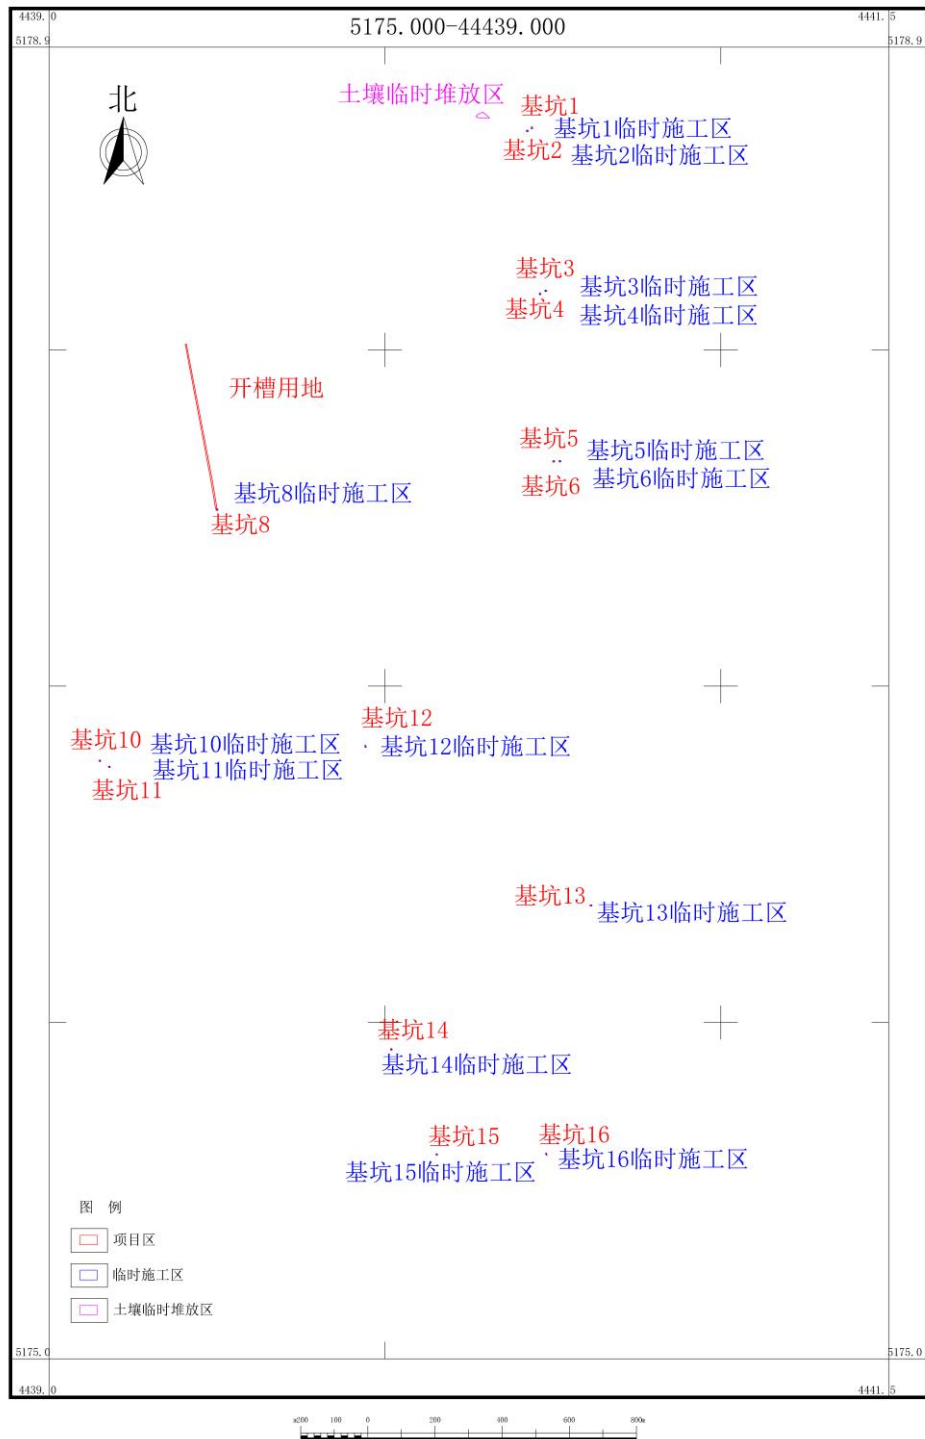 5175.000-44439.000
4439.0
4441.5
5178.9
5178.9
北
土壤临时堆放区
基坑1
基坑1临时施工区
基坑2
基坑2临时施工区
基坑3
基坑3临时施工区
基坑4
基坑4临时施工区
开槽用地
基坑5
基坑5临时施工区
基坑6
基坑6临时施工区
基坑8临时施工区
基坑8
基坑12
基坑12临时施工区
基坑10
基坑10临时施工区
基坑11临时施工区
基坑11
基坑13
基坑13临时施工区
基坑14
基坑14临时施工区
基坑15
基坑16
基坑15临时施工区
基坑16临时施工区
图 例
项目区
临时施工区
土壤临时堆放区
5175.0
5175.0
4439.0
4441.5
m200 100 0 200 400 600 800m